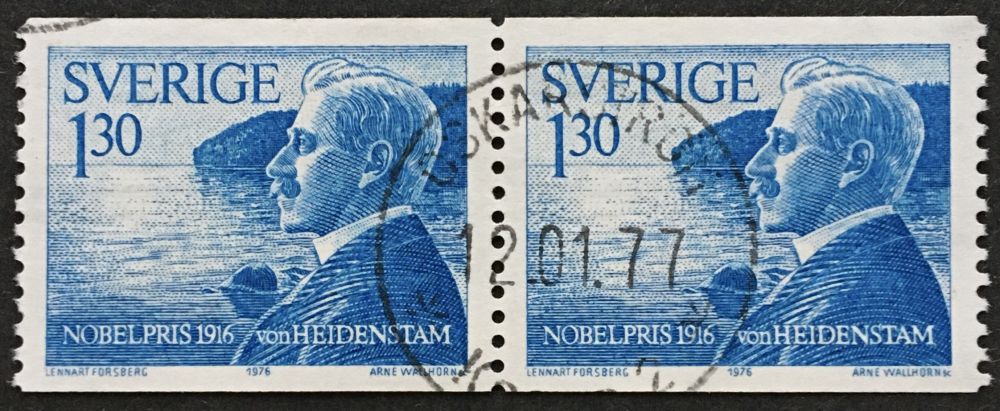 SVERIGE
1.30
NOBELPRIS 1916 von HEIDENSTAM
LENNART FORSBERG 1976 ARNE WALLHORN SC
SVERIGE
1.30
NOBELPRIS 1916 von HEIDENSTAM
LENNART FORSBERG 1976 ARNE WALLHORN SC
12.01.77